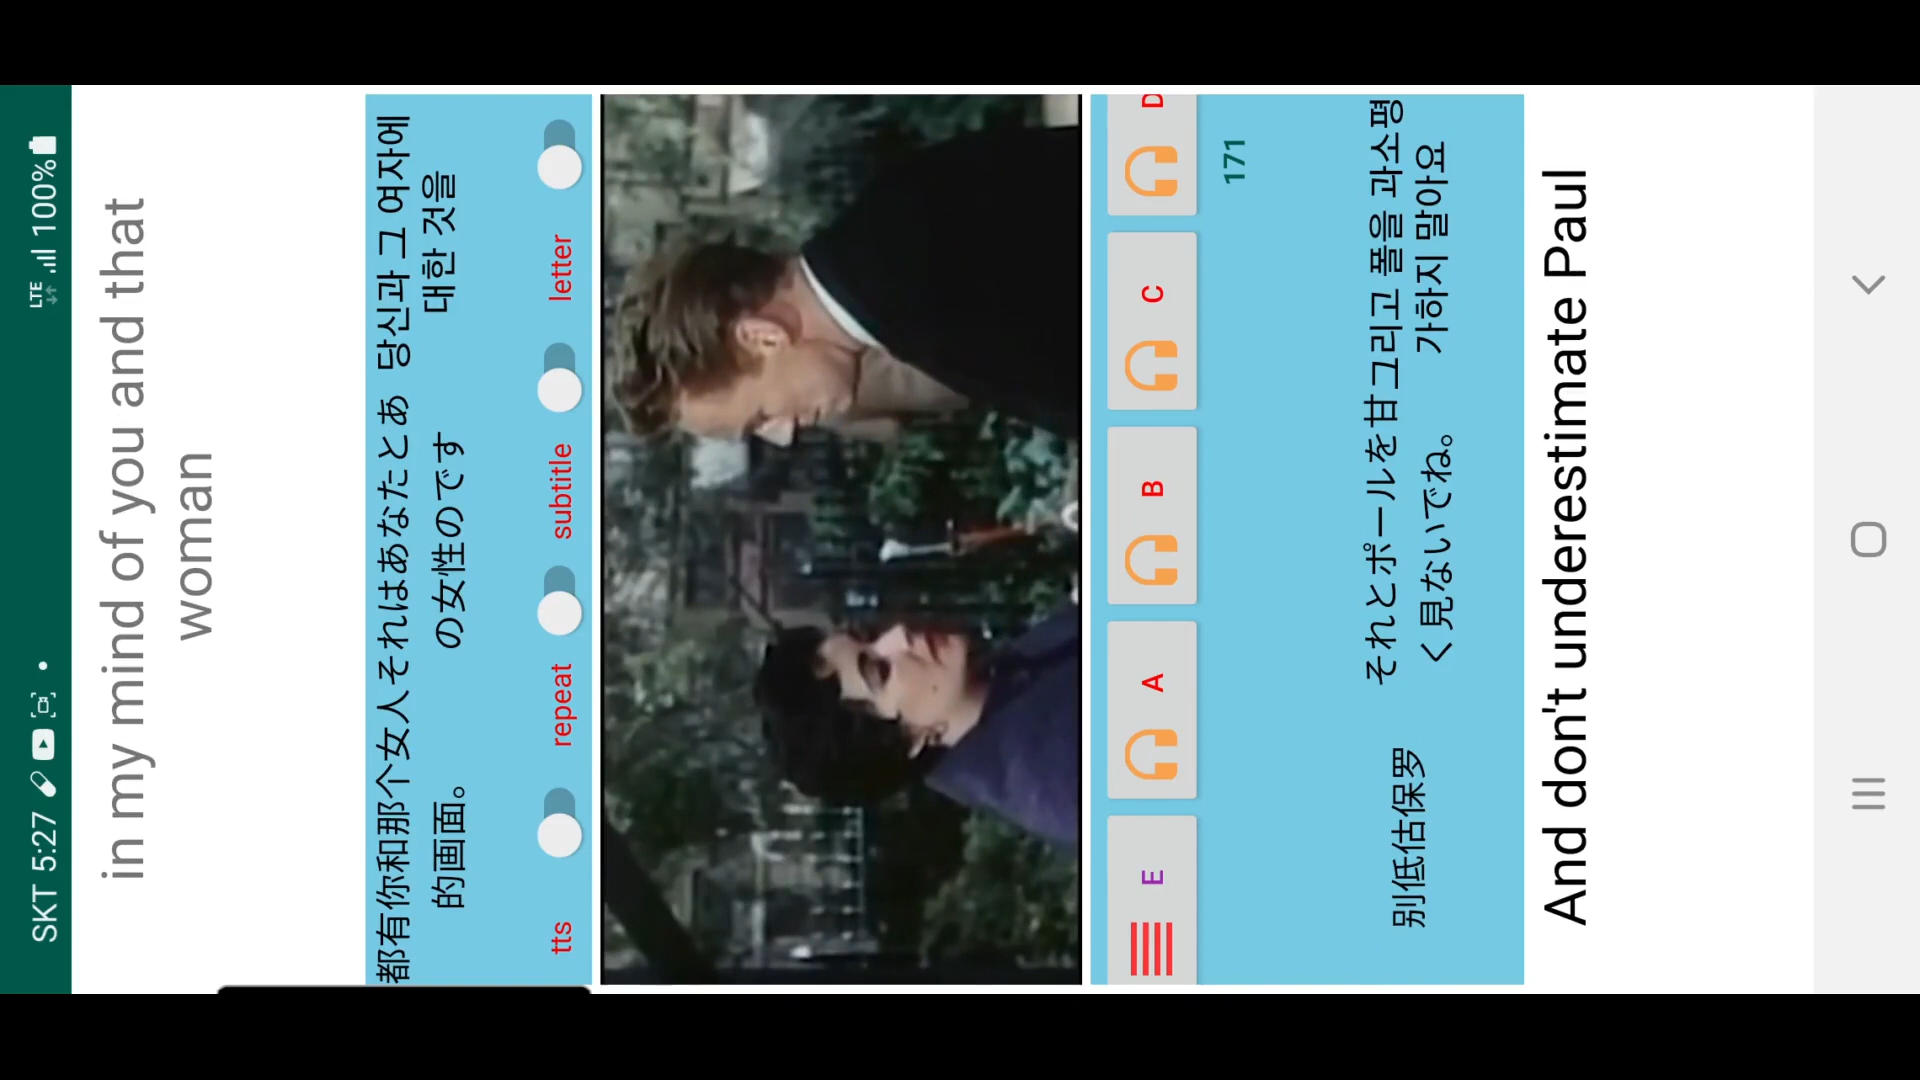 SKT 5:27 LTE 100%
in my mind of you and that
woman
都有你和那个女人
的画面。
それはあなたとあ
の女性のです
당신과 그 여자에
대한 것을
tts repeat subtitle letter
E A B C D
171
别低估保罗
それとポールを甘
く見ないでね。
그리고 폴을 과소평
가하지 말아요
And don't underestimate Paul